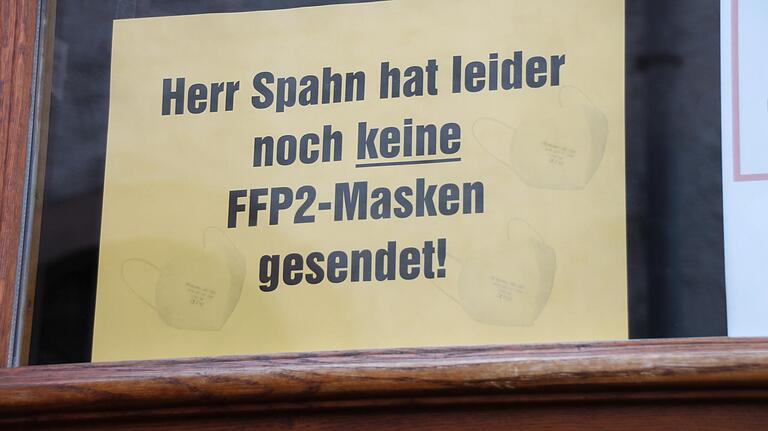 Herr Spahn hat leider
noch keine
FFP2-Masken
gesendet!